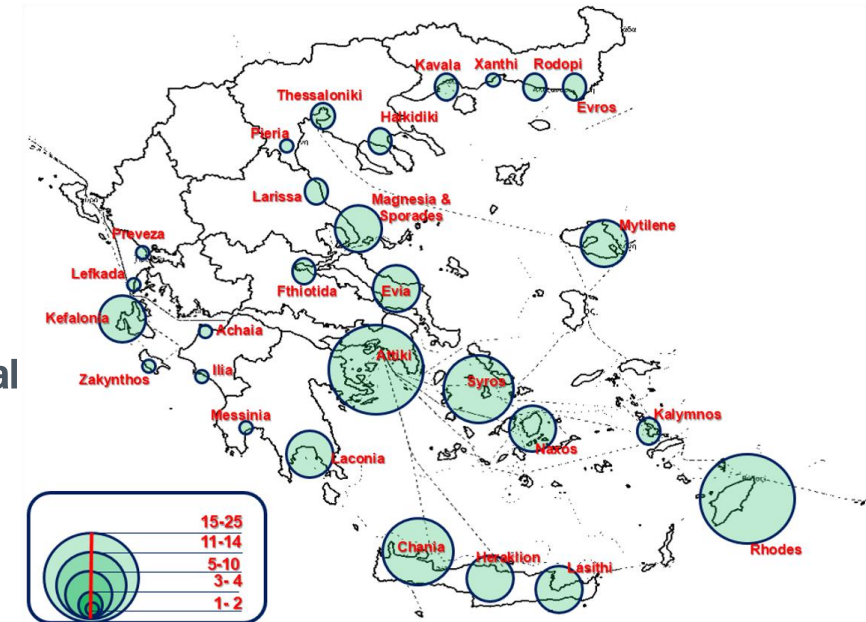 Kavala
Xanthi
Rodopi
Evros
Thessaloniki
Halkidiki
Pieria
Larissa
Magnesia &
Sporades
Mytilene
Preveza
Lefkada
Fthiotida
Evia
Kefalonia
Achaia
Attiki
Zakynthos
Ilia
Syros
Messinia
Naxos
Kalymnos
Laconia
Rhodes
Chania
Heraklion
Lasithi
al
15-25
11-14
5-10
3- 4
1- 2